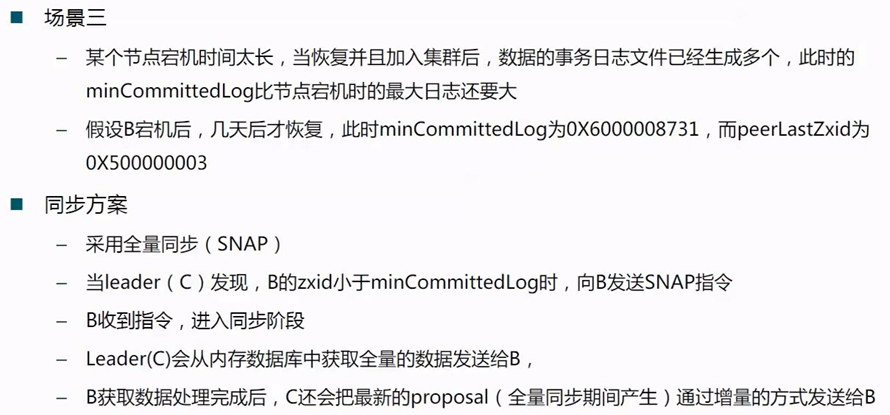 ■ 场景三
– 某个节点宕机时间太长，当恢复并且加入集群后，数据的事务日志文件已经生成多个，此时的
minCommittedLog比节点宕机时的最大日志还要大
– 假设B宕机后，几天后才恢复，此时minCommittedLog为0X6000008731，而peerLastZxid为
0X500000003
■ 同步方案
– 采用全量同步（SNAP）
– 当leader（C）发现，B的zxid小于minCommittedLog时，向B发送SNAP指令
– B收到指令，进入同步阶段
– Leader(C)会从内存数据库中获取全量的数据发送给B，
– B获取数据处理完成后，C还会把最新的proposal（全量同步期间产生）通过增量的方式发送给B